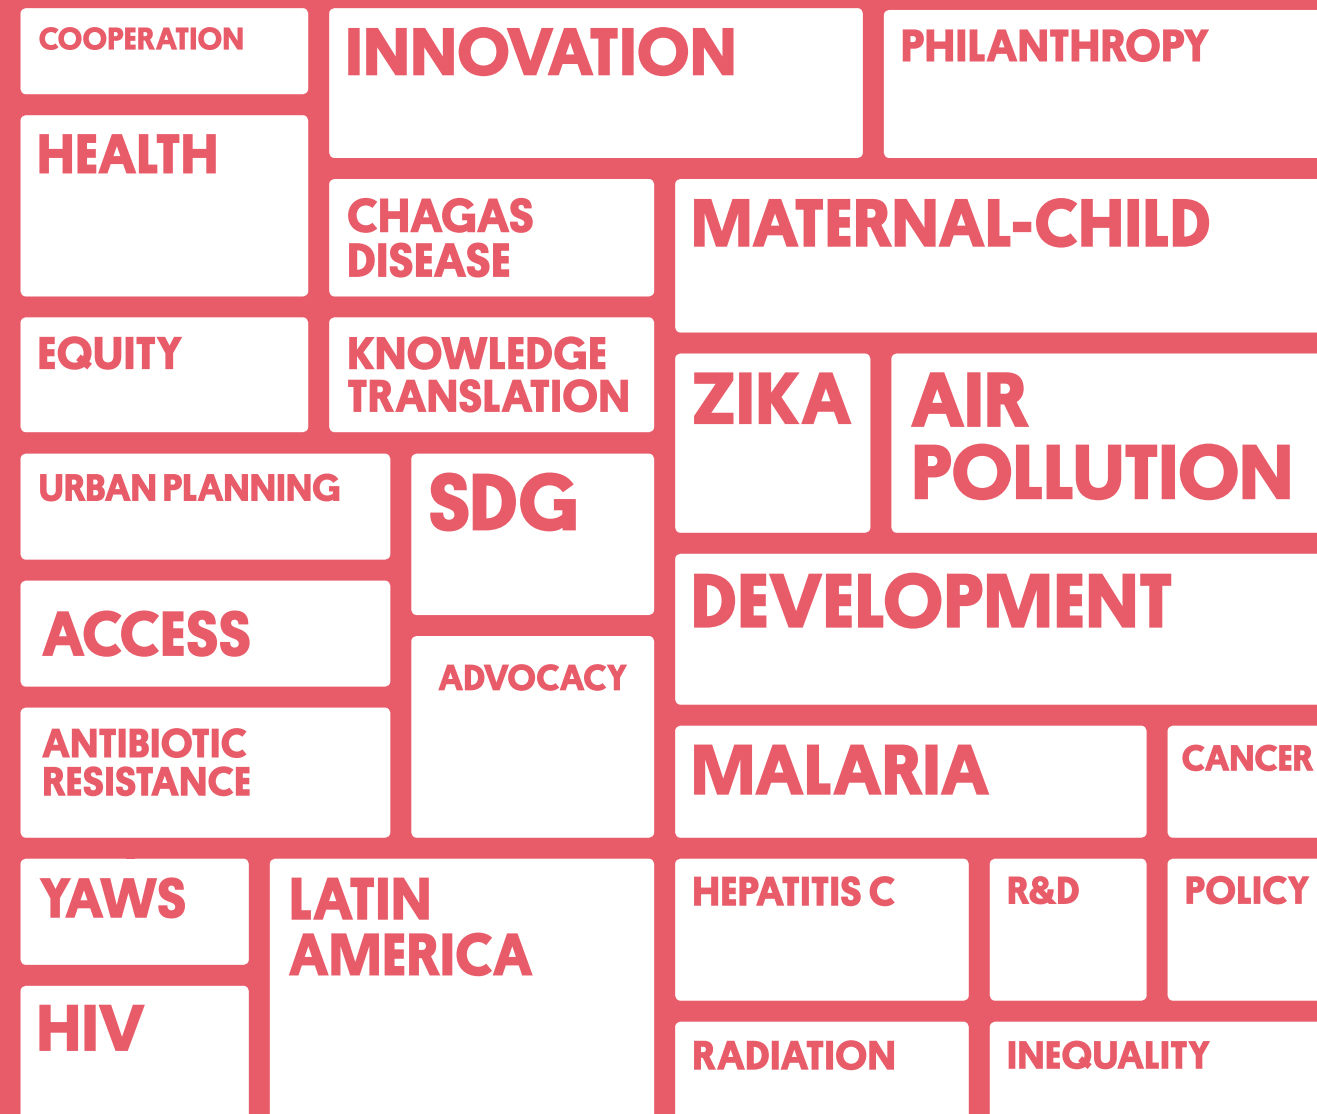 COOPERATION
INNOVATION
PHILANTHROPY
HEALTH
CHAGAS
DISEASE
MATERNAL-CHILD
EQUITY
KNOWLEDGE
TRANSLATION
ZIKA
AIR
POLLUTION
URBAN PLANNING
SDG
DEVELOPMENT
ACCESS
ADVOCACY
ANTIBIOTIC
RESISTANCE
MALARIA
CANCER
YAWS
LATIN
AMERICA
HEPATITIS C
R&D
POLICY
HIV
RADIATION
INEQUALITY